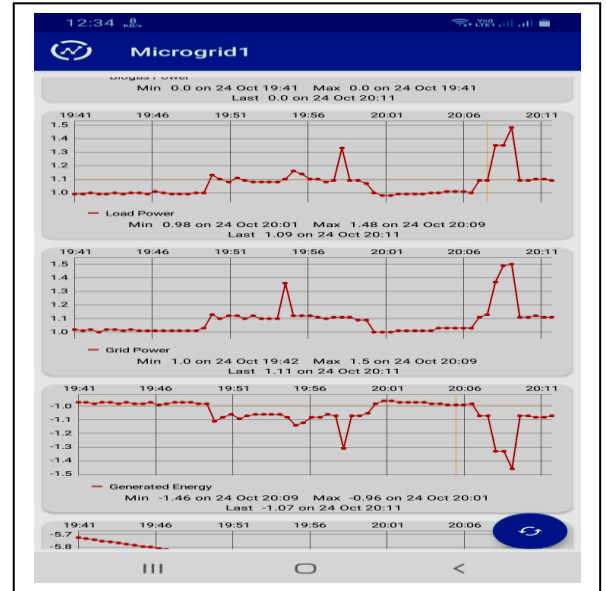 12:34 8 KB/s
Microgrid1
Biogas Power
Min 0.0 on 24 Oct 19:41 Max 0.0 on 24 Oct 19:41
Last 0.0 on 24 Oct 20:11
19:41 19:46 19:51 19:56 20:01 20:06 20:11
1.5
1.4
1.3
1.2
1.1
1.0
Load Power
Min 0.98 on 24 Oct 20:01 Max 1.48 on 24 Oct 20:09
Last 1.09 on 24 Oct 20:11
19:41 19:46 19:51 19:56 20:01 20:06 20:11
1.5
1.4
1.3
1.2
1.1
1.0
Grid Power
Min 1.0 on 24 Oct 19:42 Max 1.5 on 24 Oct 20:09
Last 1.11 on 24 Oct 20:11
19:41 19:46 19:51 19:56 20:01 20:06 20:11
-1.0
-1.1
-1.2
-1.3
-1.4
-1.5
Generated Energy
Min -1.46 on 24 Oct 20:09 Max -0.96 on 24 Oct 20:01
Last -1.07 on 24 Oct 20:11
19:41 19:46 19:51 19:56 20:01 20:06
-5.7
-5.8